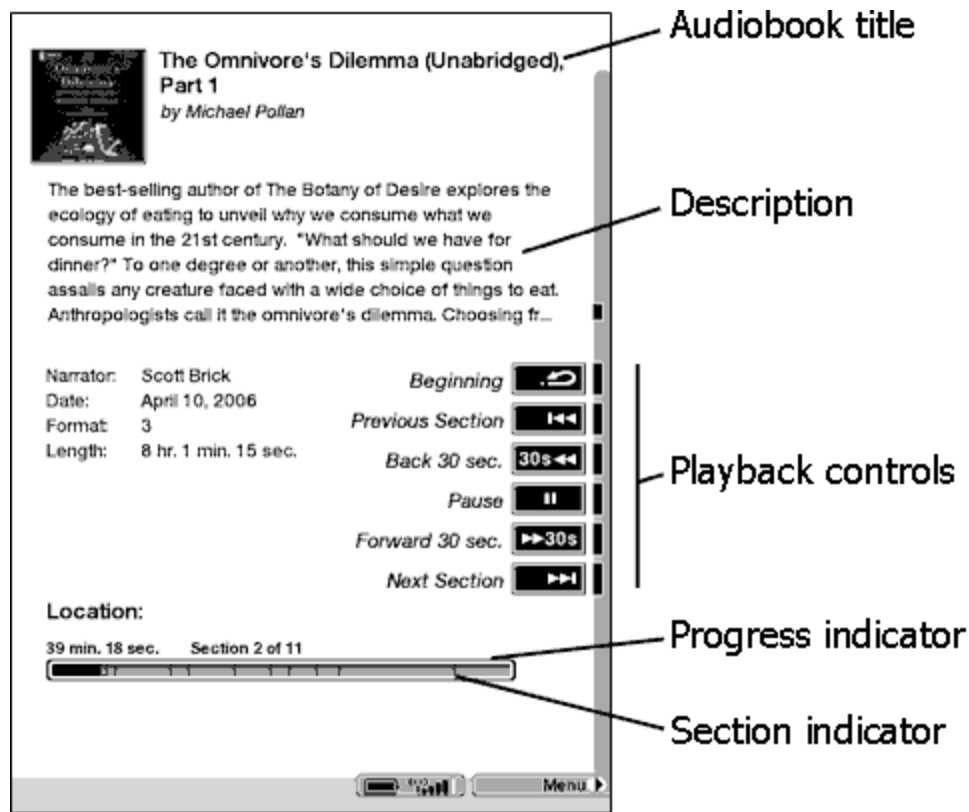 Audiobook title
The Omnivore's Dilemma (Unabridged),
Part 1
by Michael Pollan
The best-selling author of The Botany of Desire explores the
ecology of eating to unveil why we consume what we
consume in the 21st century. "What should we have for
dinner?" To one degree or another, this simple question
assails any creature faced with a wide choice of things to eat.
Anthropologists call it the omnivore's dilemma. Choosing fr...
Description
Narrator: Scott Brick
Date: April 10, 2006
Format: 3
Length: 8 hr. 1 min. 15 sec.
Beginning
Previous Section
Back 30 sec. 30s
Pause
Forward 30 sec. 30s
Next Section
Playback controls
Location:
39 min. 18 sec. Section 2 of 11
Progress indicator
Section indicator
Menu